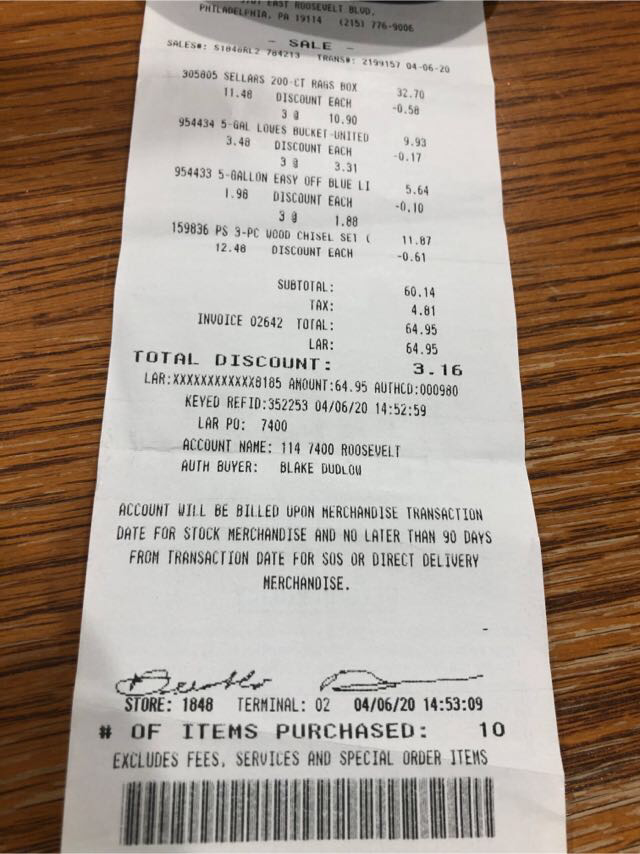 EAST ROOSEVELT BLVD.
PHILADELPHIA, PA 19114 (215) 776-9006
- SALE -
SALES#: S1848RL2 784213 TRANS#: 2199157 04-06-20
305805 SELLARS 200-CT RAGS BOX 32.70
11.48 DISCOUNT EACH -0.58
3 @ 10.90
954434 5-GAL LOWES BUCKET-UNITED 9.93
3.48 DISCOUNT EACH -0.17
3 @ 3.31
954433 5-GALLON EASY OFF BLUE LI 5.64
1.98 DISCOUNT EACH -0.10
3 @ 1.88
159836 PS 3-PC WOOD CHISEL SET ( 11.87
12.48 DISCOUNT EACH -0.61
SUBTOTAL: 60.14
TAX: 4.81
INVOICE 02642 TOTAL: 64.95
LAR: 64.95
TOTAL DISCOUNT: 3.16
LAR:XXXXXXXXXXXX8185 AMOUNT:64.95 AUTHCD:000980
KEYED REFID:352253 04/06/20 14:52:59
LAR PO: 7400
ACCOUNT NAME: 114 7400 ROOSEVELT
AUTH BUYER: BLAKE DUDLOW
ACCOUNT WILL BE BILLED UPON MERCHANDISE TRANSACTION
DATE FOR STOCK MERCHANDISE AND NO LATER THAN 90 DAYS
FROM TRANSACTION DATE FOR SOS OR DIRECT DELIVERY
MERCHANDISE.
STORE: 1848 TERMINAL: 02 04/06/20 14:53:09
# OF ITEMS PURCHASED: 10
EXCLUDES FEES, SERVICES AND SPECIAL ORDER ITEMS